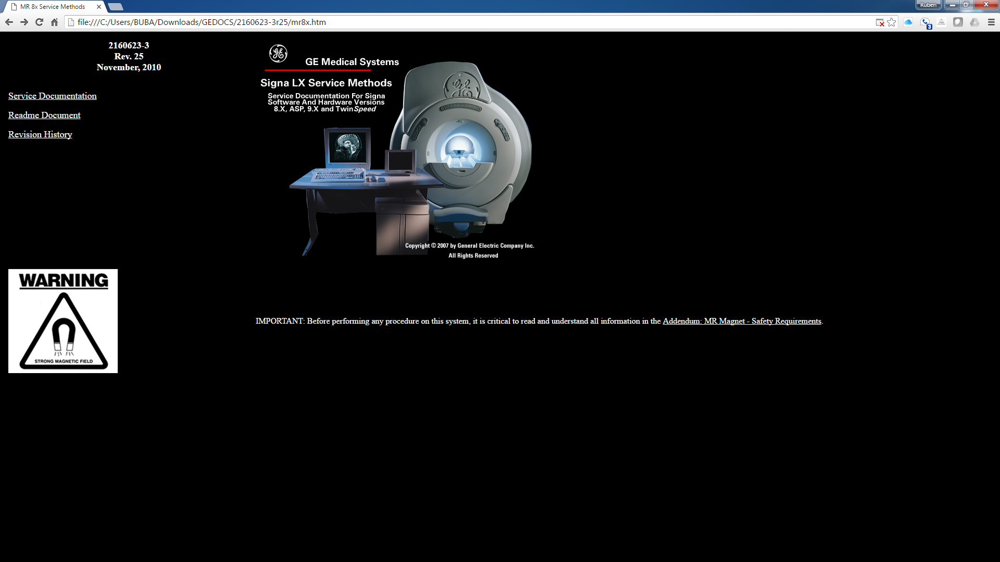 MR 8x Service Methods
Ruben
file:///C:/Users/BUBA/Downloads/GEDOCS/2160623-3r25/mr8x.htm
3
2160623-3
Rev. 25
November, 2010
Service Documentation
Readme Document
Revision History
GE
GE Medical Systems
Signa LX Service Methods
Service Documentation For Signa
Software And Hardware Versions
8.X, ASP, 9.X and TwinSpeed
GE
Copyright © 2007 by General Electric Company Inc.
All Rights Reserved
WARNING
STRONG MAGNETIC FIELD
IMPORTANT: Before performing any procedure on this system, it is critical to read and understand all information in the Addendum: MR Magnet - Safety Requirements.